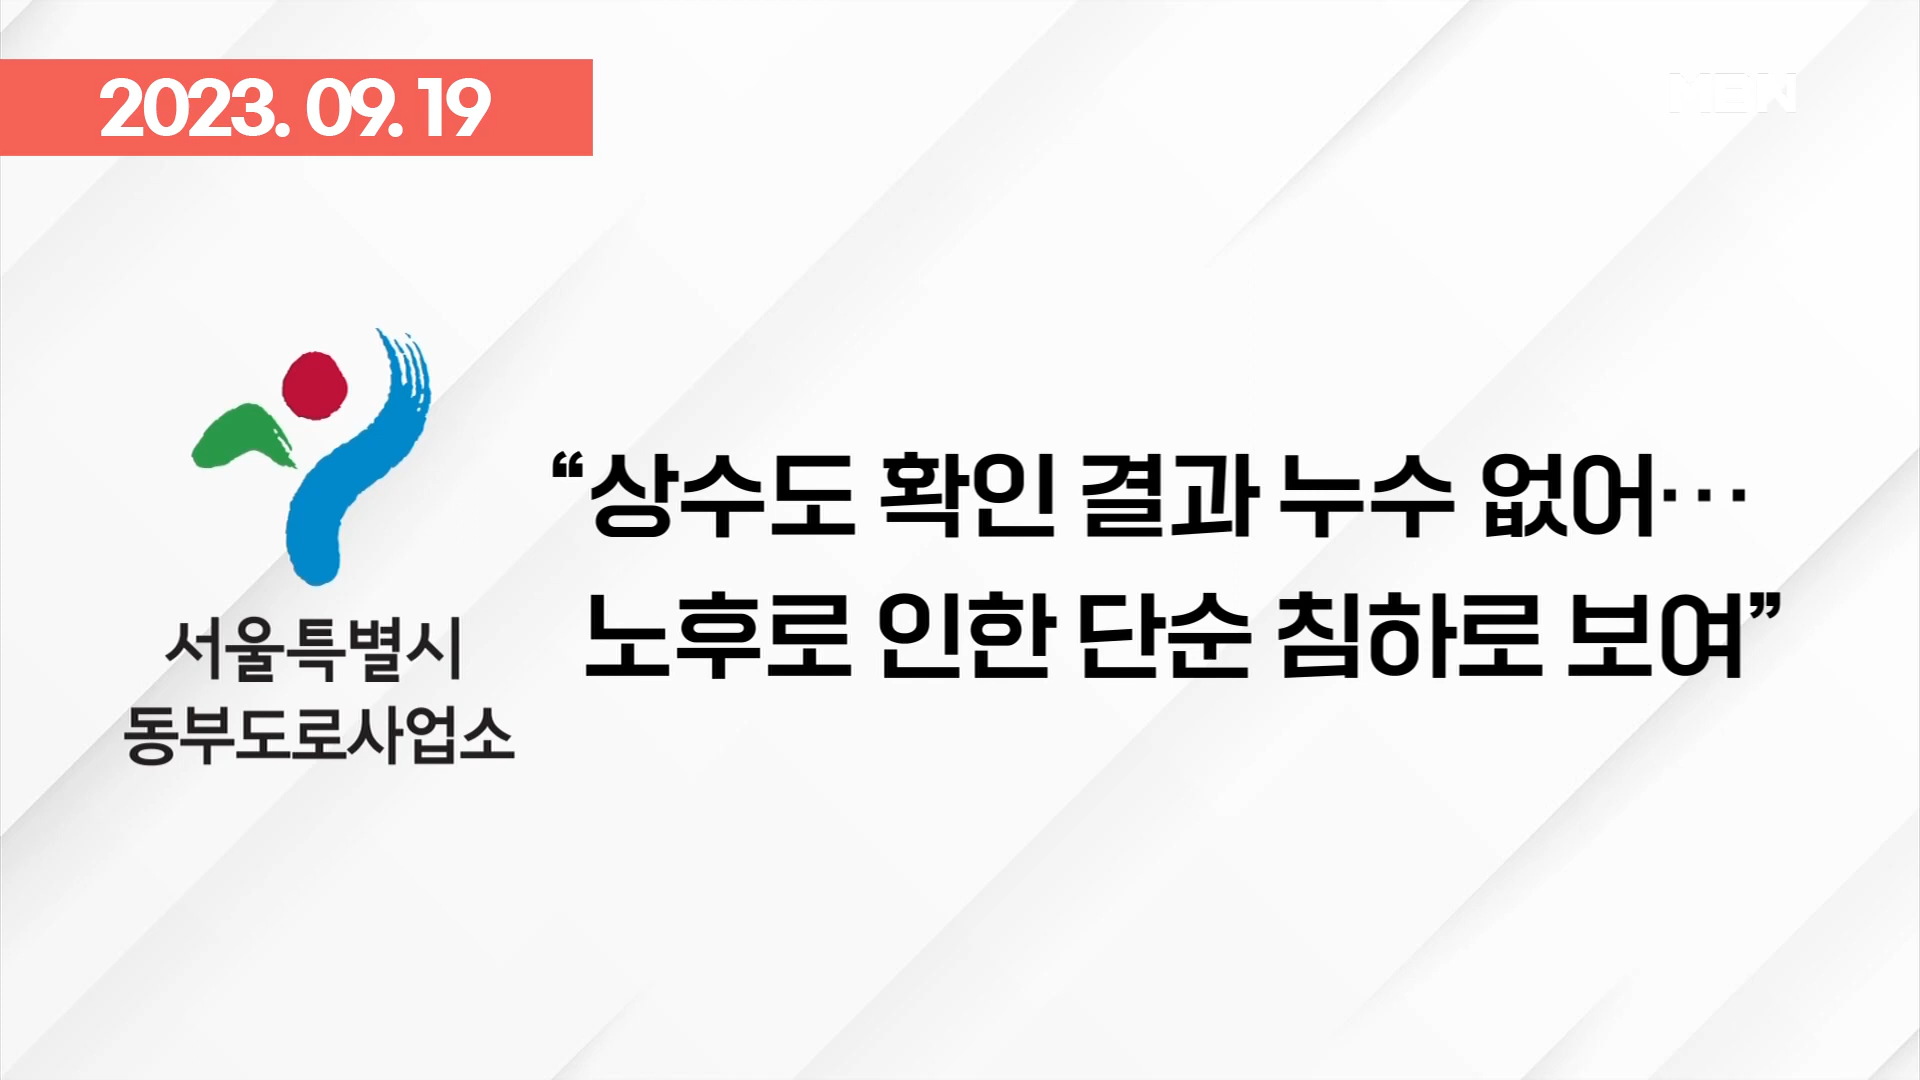 2023. 09. 19
MBN
“상수도 확인 결과 누수 없어…
노후로 인한 단순 침하로 보여”
서울특별시
동부도로사업소